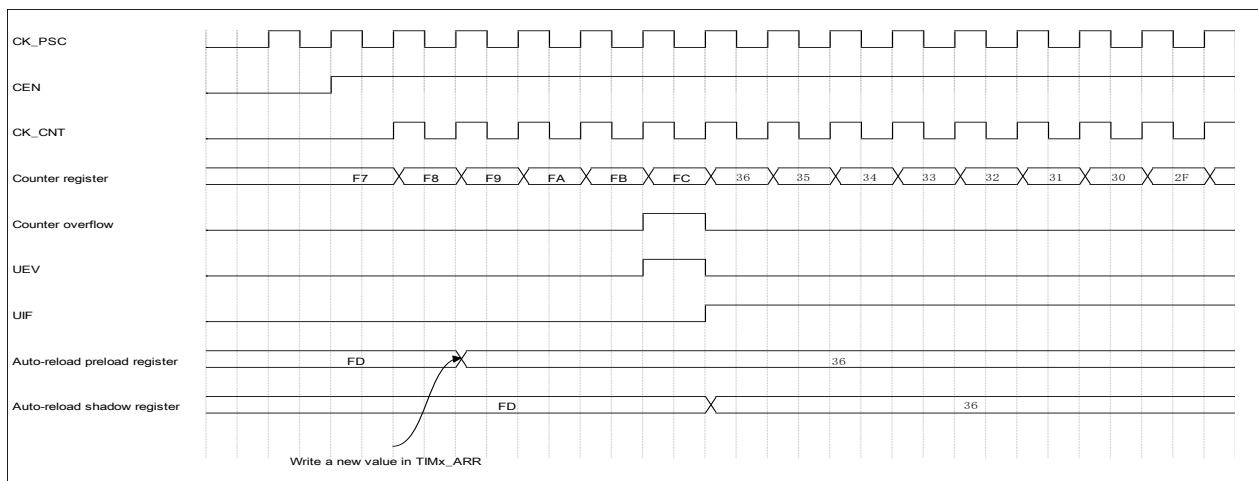 CK_PSC
CEN
CK_CNT
Counter register F7 F8 F9 FA FB FC 36 35 34 33 32 31 30 2F
Counter overflow
UEV
UIF
Auto-reload preload register FD 36
Auto-reload shadow register FD 36
Write a new value in TIMx_ARR